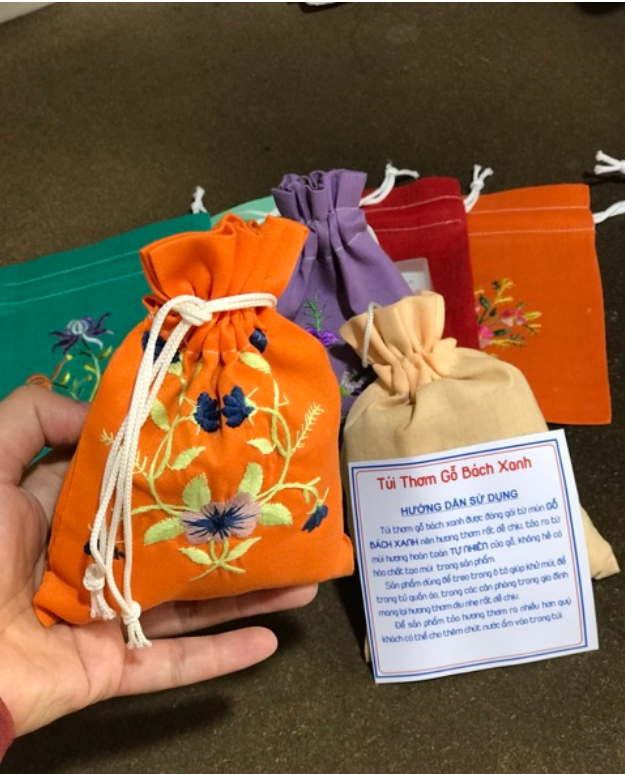 Túi Thơm Gỗ Bách Xanh
HƯỚNG DẪN SỬ DỤNG
Túi thơm gỗ bách xanh được đóng gói từ mùn GỖ
BÁCH XANH nên hương thơm rất dễ chịu, tỏa ra từ
mùi hương hoàn toàn TỰ NHIÊN của gỗ, không hề có
hóa chất tạo mùi trong sản phẩm.
Sản phẩm dùng để treo trong ô tô giúp khử mùi, để
trong tủ quần áo, trong các căn phòng trong gia đình
mang lại hương thơm dịu nhẹ rất dễ chịu.
Để sản phẩm tỏa hương thơm ra nhiều hơn quý
khách có thể cho thêm chút nước ấm vào trong túi.